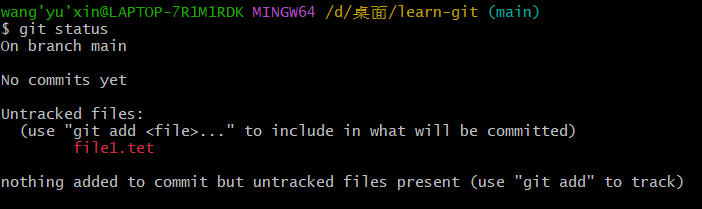 wang'yu'xin@LAPTOP-7R1M1RDK MINGW64 /d/桌面/learn-git (main)
$ git status
On branch main
No commits yet
Untracked files:
  (use "git add <file>..." to include in what will be committed)
        file1.tet
nothing added to commit but untracked files present (use "git add" to track)